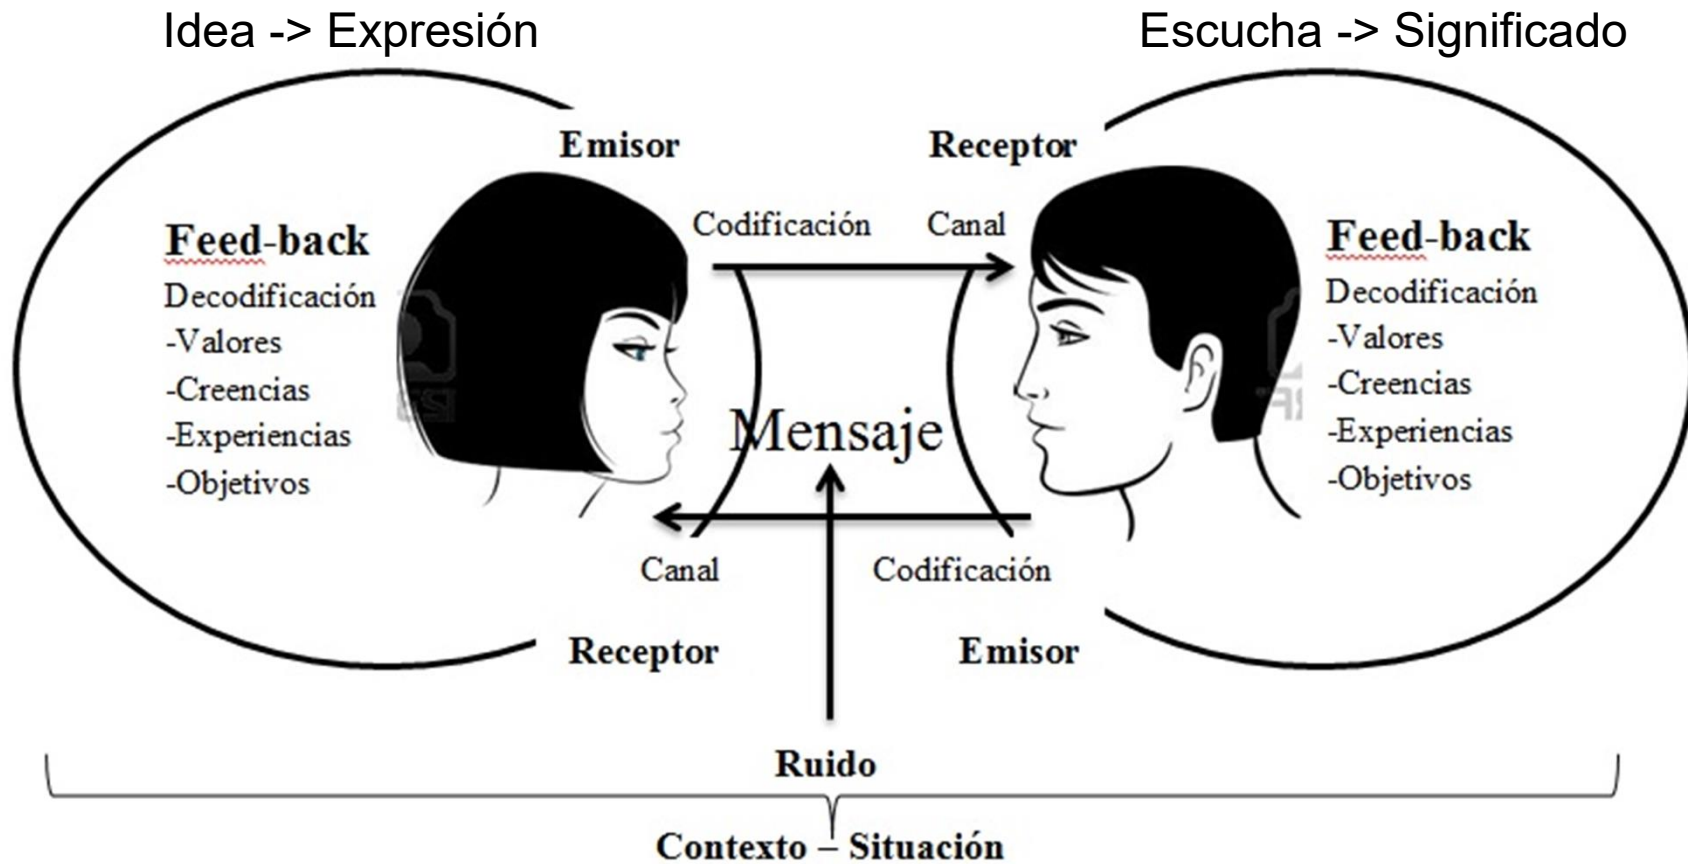 Idea -> Expresión
Escucha -> Significado
Emisor
Receptor
Codificación
Canal
Feed-back
Decodificación
-Valores
-Creencias
-Experiencias
-Objetivos
Mensaje
Feed-back
Decodificación
-Valores
-Creencias
-Experiencias
-Objetivos
Canal
Codificación
Receptor
Emisor
Ruido
Contexto – Situación